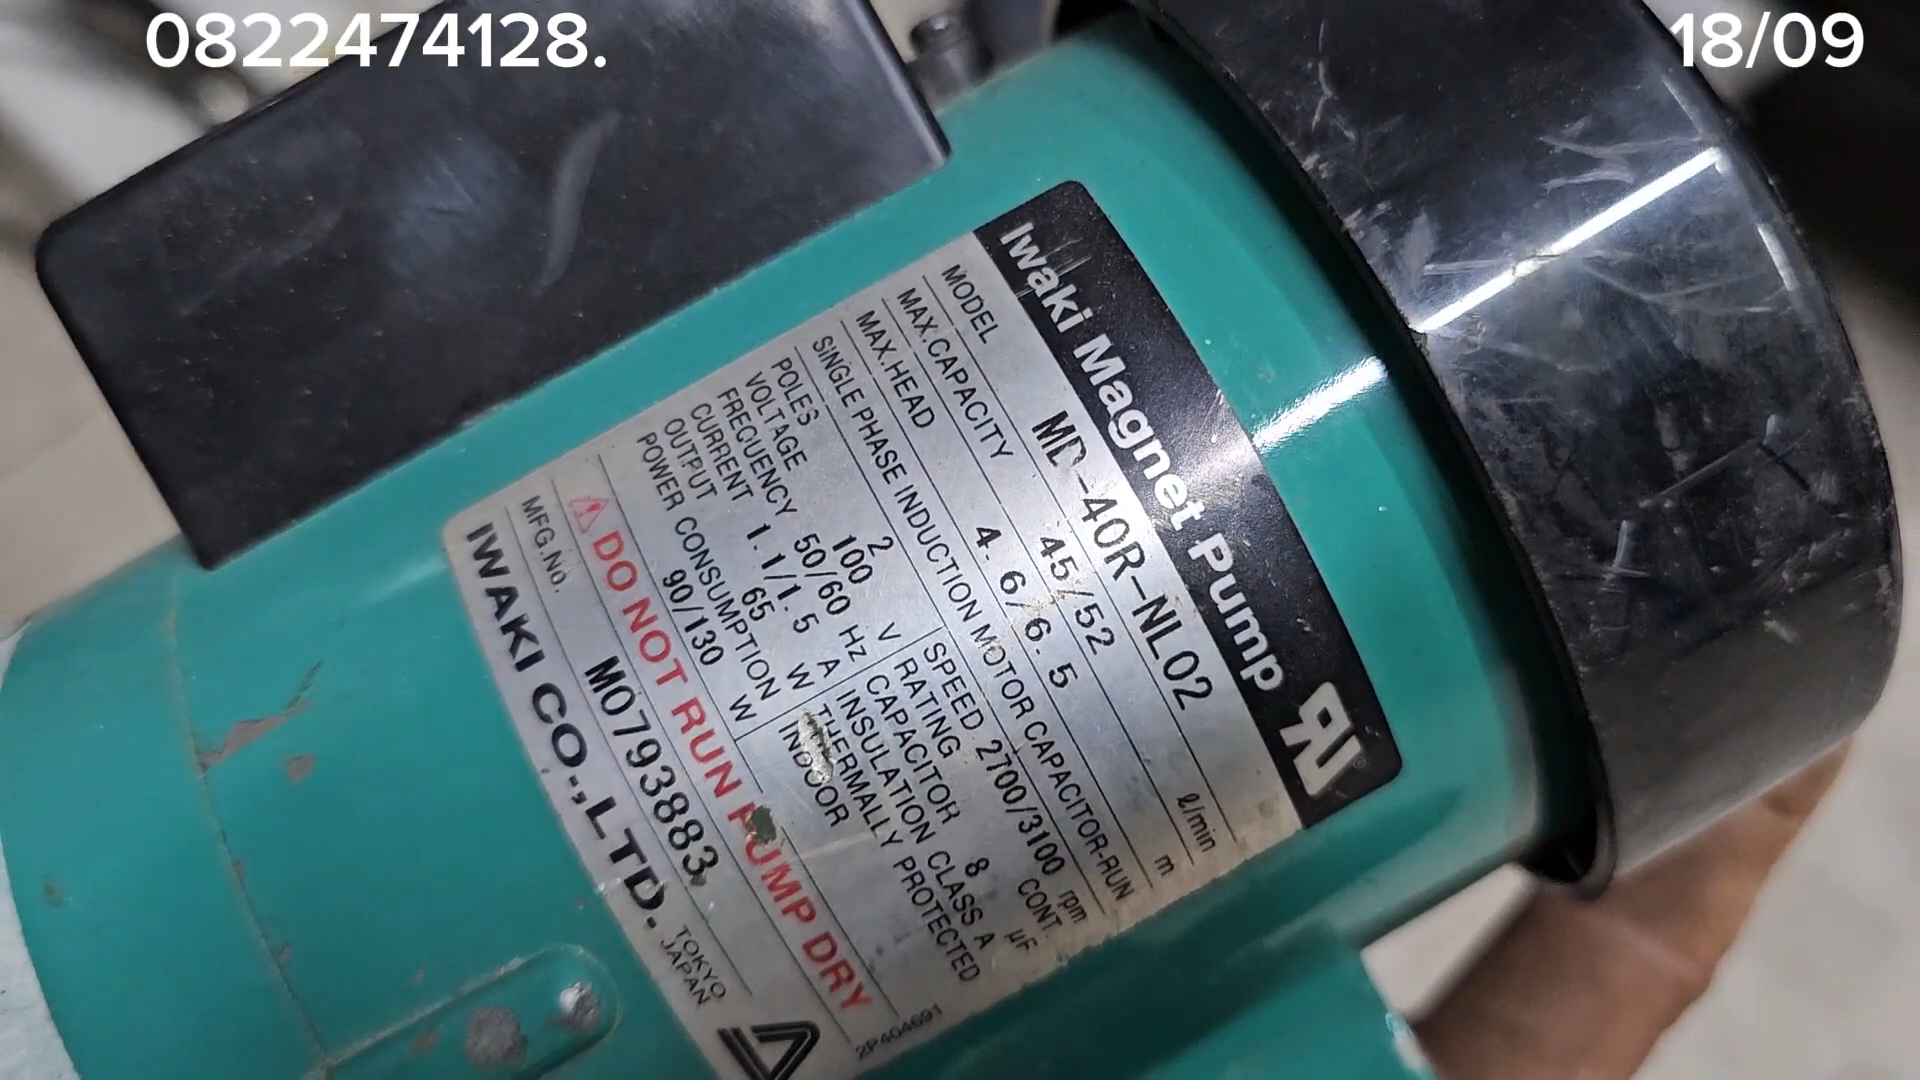 0822474128.
18/09
Iwaki Magnet Pump
MODEL MD-40R-NL02
MAX.CAPACITY 45/52 ℓ/min
MAX.HEAD 4.6/6.5 m
SINGLE PHASE INDUCTION MOTOR CAPACITOR-RUN
POLES 2
SPEED 2700/3100 rpm
VOLTAGE 100 V
RATING CONT.
FREQUENCY 50/60 Hz
CAPACITOR 8 µF
CURRENT 1.1/1.5 A
INSULATION CLASS A
OUTPUT 65 W
THERMALLY PROTECTED
POWER CONSUMPTION
90/130 W
INDOOR
DO NOT RUN PUMP DRY
MFG.No. M0793883
IWAKI CO.,LTD. TOKYO JAPAN
2P404691